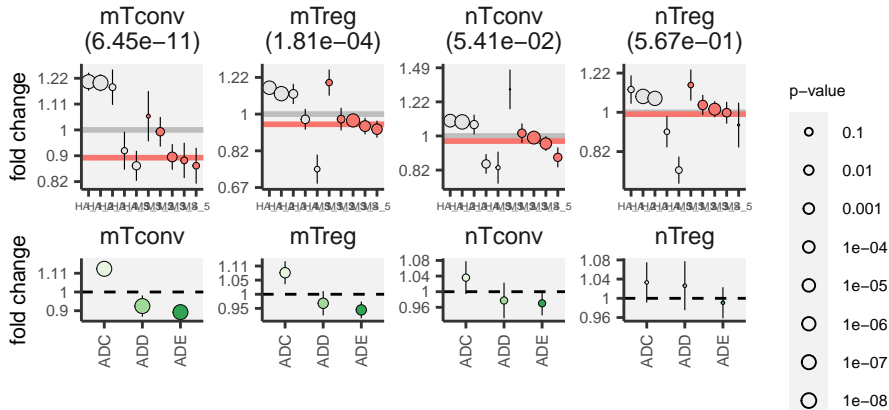 mTconv
(6.45e−11)
mTreg
(1.81e−04)
nTconv
(5.41e−02)
nTreg
(5.67e−01)
fold change
1.22
1.11
1
0.9
0.82
1.22
1
0.82
0.67
1.49
1.22
1
0.82
1.22
1
0.82
mTconv
mTreg
nTconv
nTreg
fold change
1.11
1
0.9
1.11
1.05
1
0.95
1.08
1.04
1
0.96
1.08
1.04
1
0.96
ADC
ADD
ADE
ADC
ADD
ADE
ADC
ADD
ADE
ADC
ADD
ADE
p−value
0.1
0.01
0.001
1e−04
1e−05
1e−06
1e−07
1e−08